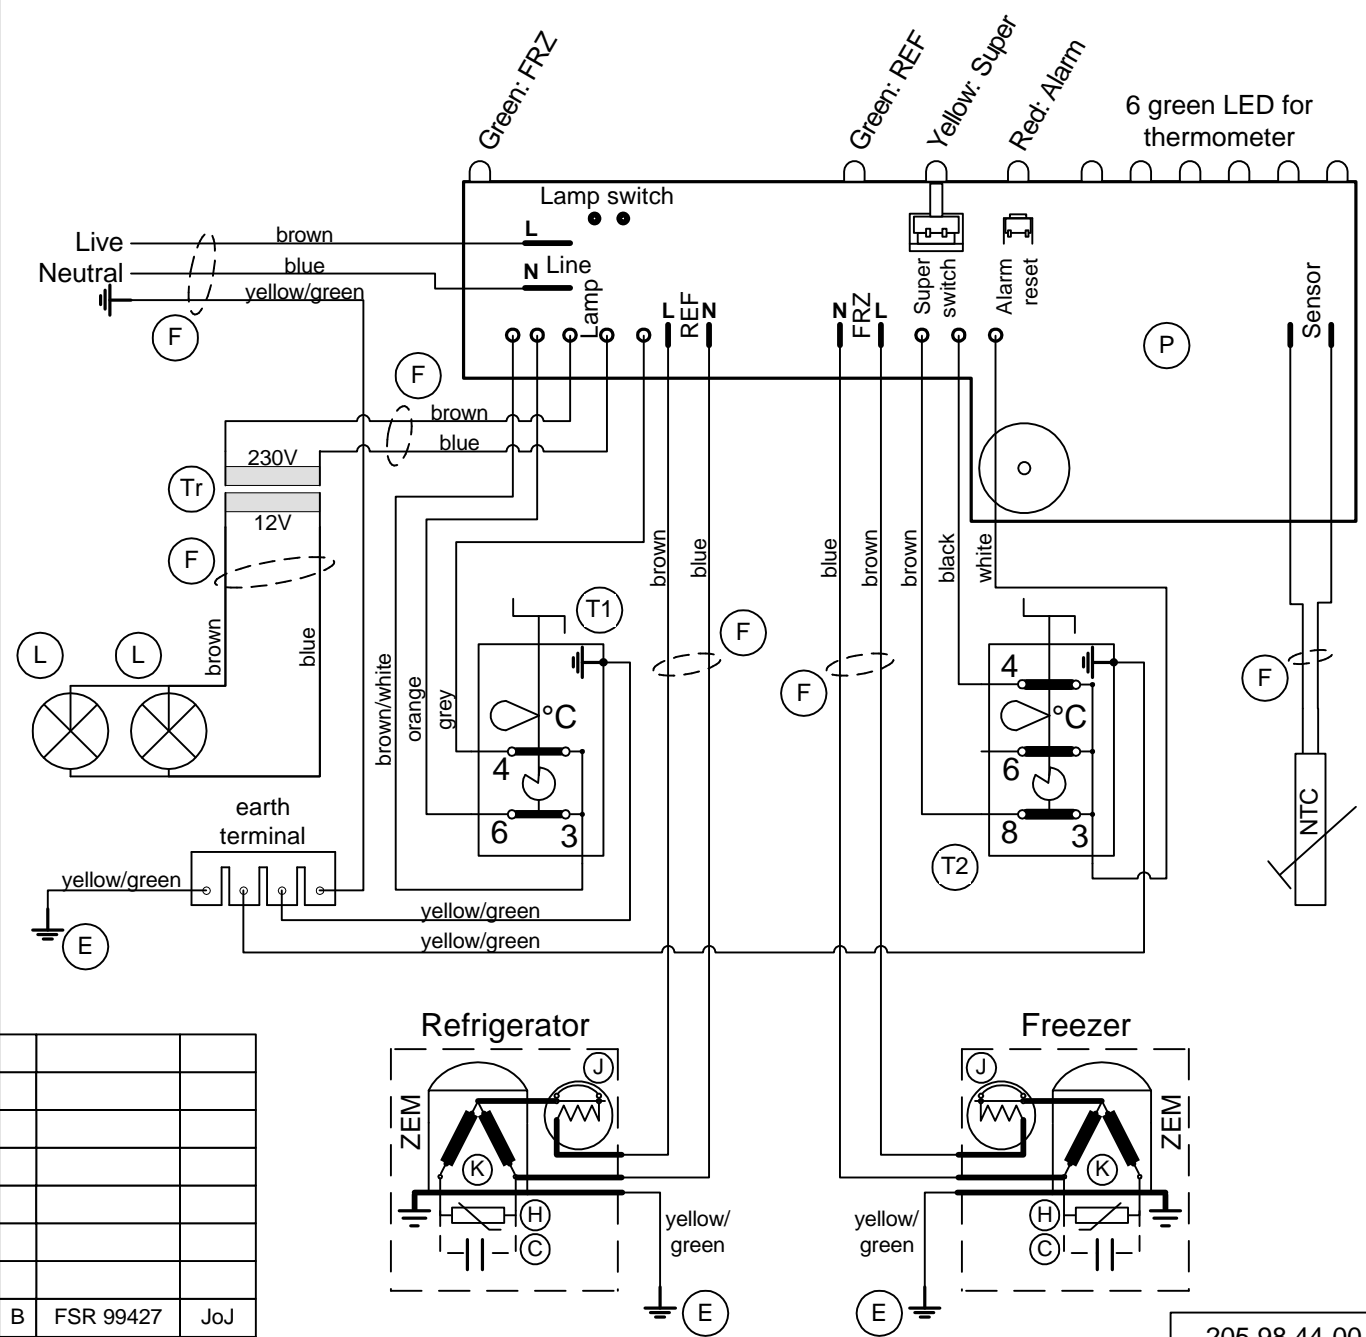 Green: FRZ
Green: REF
Yellow: Super
Red: Alarm
6 green LED for
thermometer
Lamp switch
Live
brown
L
Neutral
blue
N Line
yellow/green
F
Lamp
L
REF
N
N
FRZ
L
Super
switch
Alarm
reset
P
Sensor
F
brown
blue
230V
Tr
12V
F
brown
blue
L
L
brown/white
orange
grey
T1
°C
4
6
3
brown
blue
F
blue
brown
F
brown
black
white
4
°C
6
8
3
T2
F
NTC
earth
terminal
yellow/green
E
yellow/green
yellow/green
Refrigerator
J
ZEM
K
H
C
yellow/
green
E
Freezer
J
ZEM
K
H
C
yellow/
green
E
B FSR 99427 JoJ
205 98 44-00